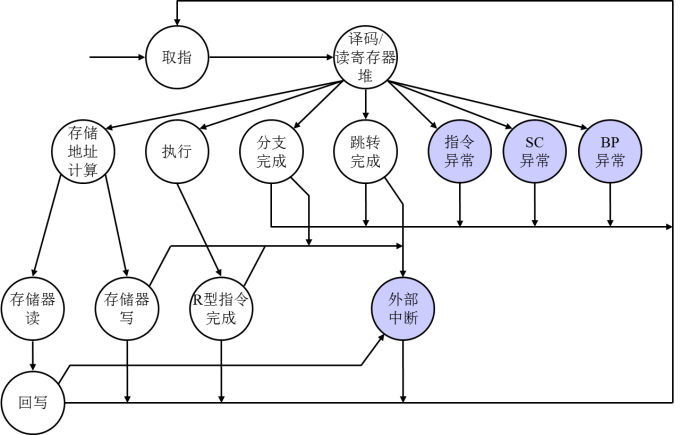 取指
译码/
读寄存器
堆
存储
地址
计算
执行
分支
完成
跳转
完成
指令
异常
SC
异常
BP
异常
存储器
读
存储器
写
R型指令
完成
外部
中断
回写